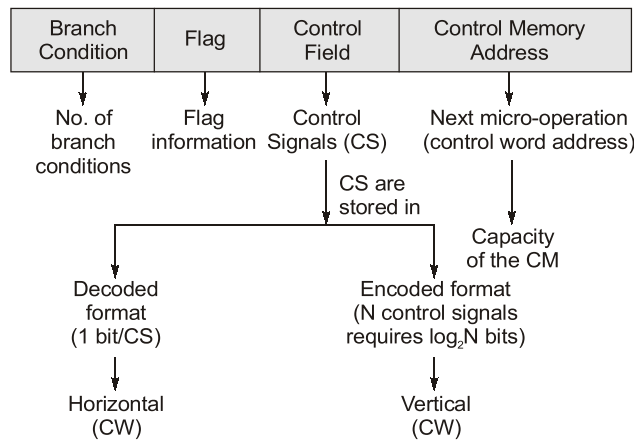 Branch
Condition
Flag
Control
Field
Control Memory
Address
No. of
branch
conditions
Flag
information
Control
Signals (CS)
Next micro-operation
(control word address)
CS are
stored in
Capacity
of the CM
Decoded
format
(1 bit/CS)
Encoded format
(N control signals
requires log₂N bits)
Horizontal
(CW)
Vertical
(CW)